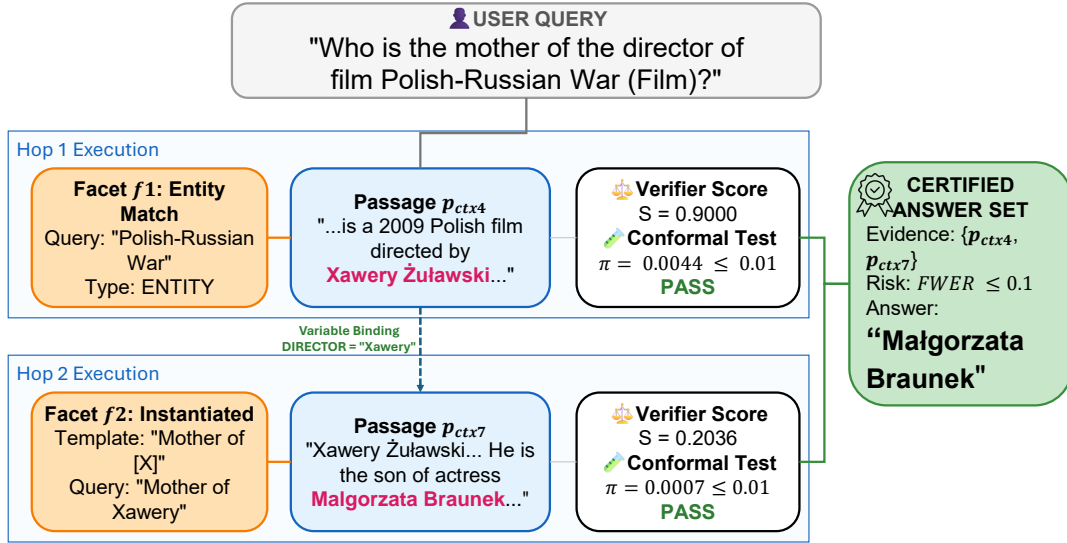 USER QUERY
"Who is the mother of the director of
film Polish-Russian War (Film)?"
Hop 1 Execution
Facet f1: Entity
Match
Query: "Polish-Russian
War"
Type: ENTITY
Passage p_ctx4
"...is a 2009 Polish film
directed by
Xawery Żuławski..."
Verifier Score
S = 0.9000
Conformal Test
π = 0.0044 ≤ 0.01
PASS
Variable Binding
DIRECTOR = "Xawery"
Hop 2 Execution
Facet f2: Instantiated
Template: "Mother of
[X]"
Query: "Mother of
Xawery"
Passage p_ctx7
"Xawery Żuławski... He is
the son of actress
Malgorzata Braunek..."
Verifier Score
S = 0.2036
Conformal Test
π = 0.0007 ≤ 0.01
PASS
CERTIFIED
ANSWER SET
Evidence: {p_ctx4,
p_ctx7}
Risk: FWER ≤ 0.1
Answer:
“Małgorzata
Braunek"